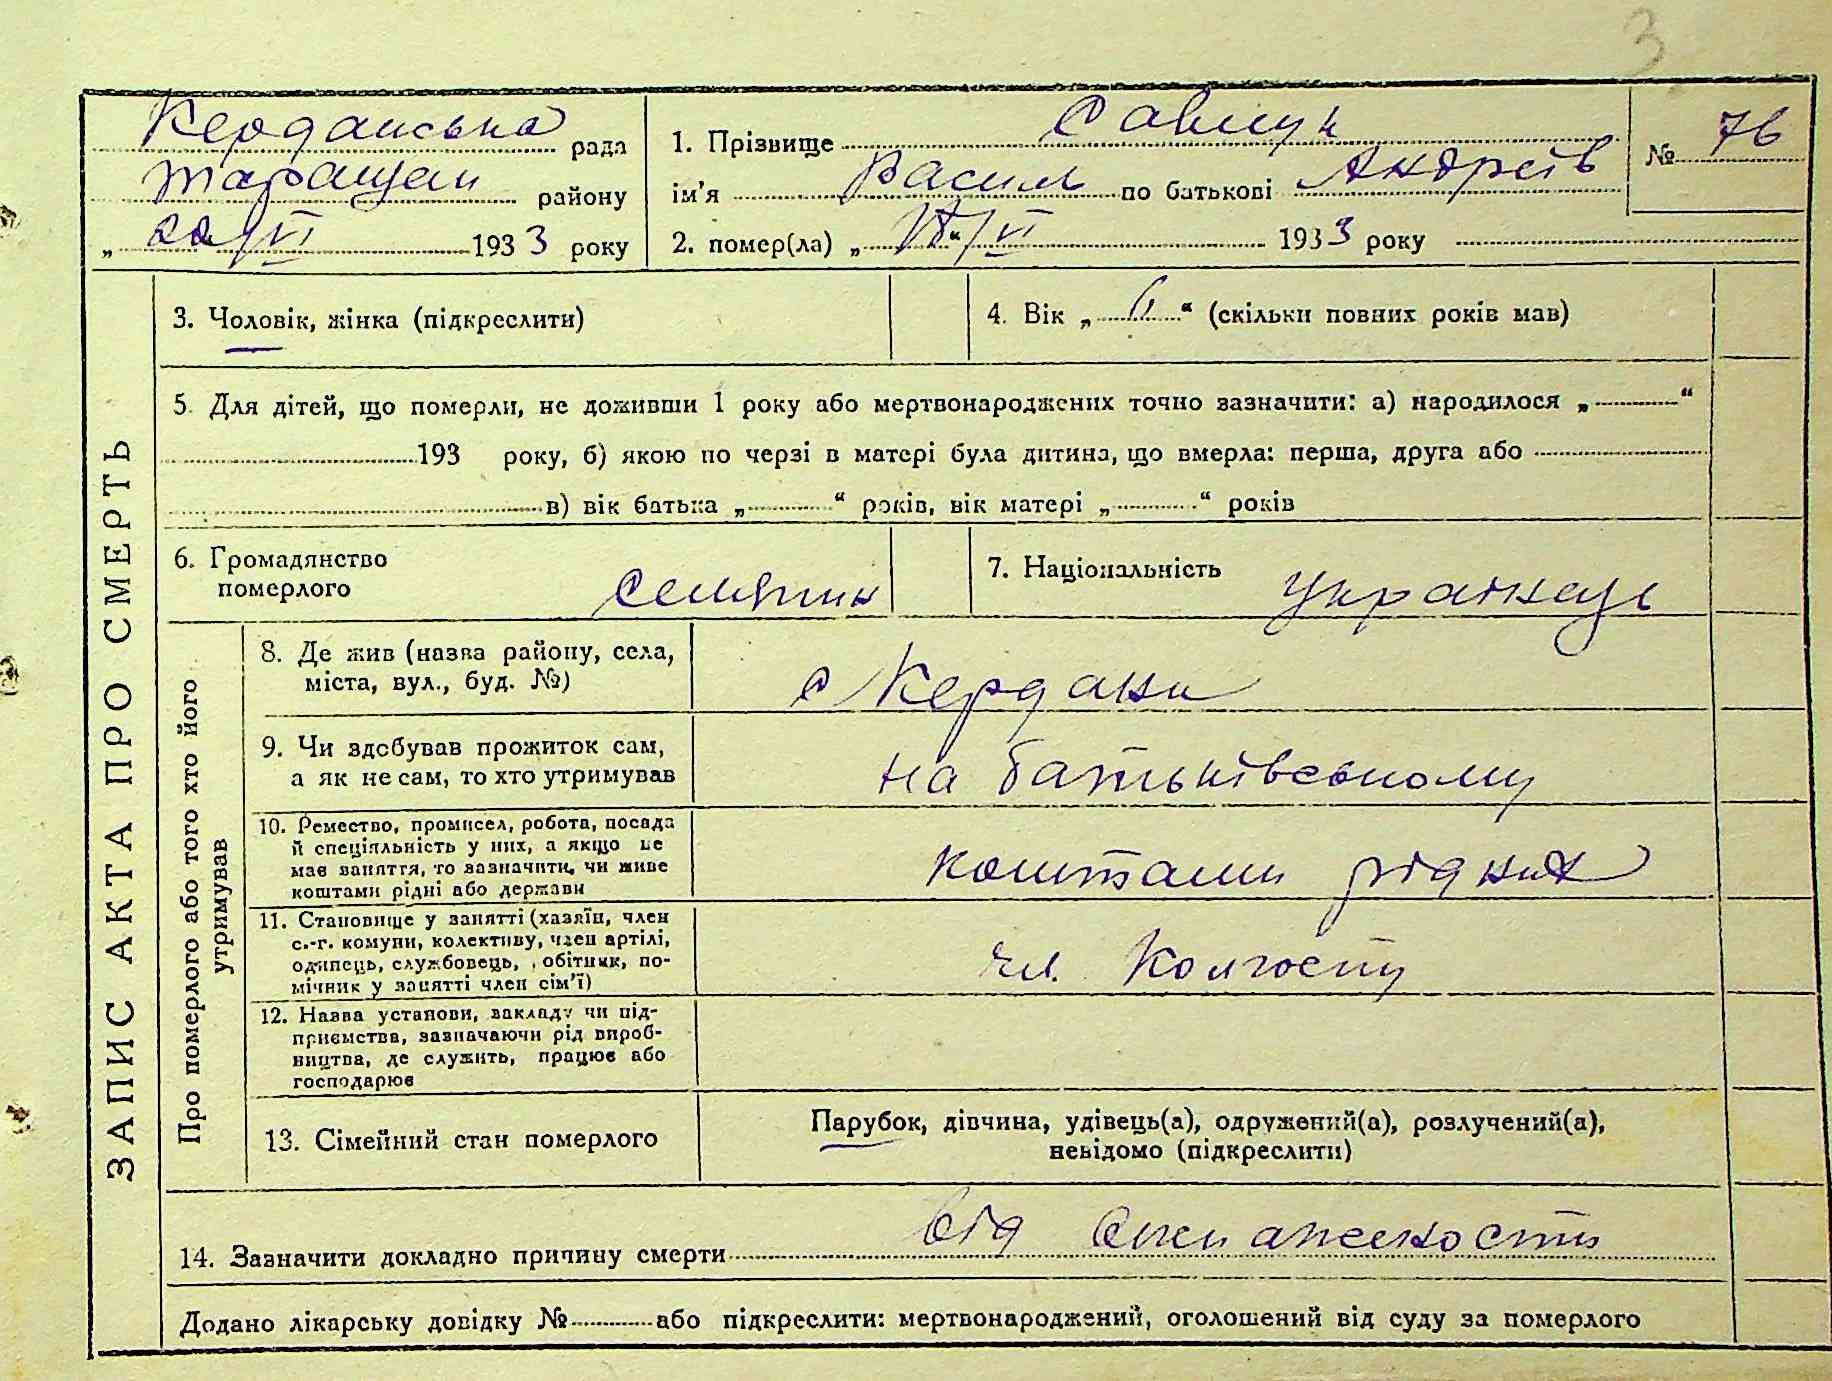 3
Керданська рада
Таращан району
„ 22/VI 1933 року
1. Прізвище Савчук
ім'я Василь по батькові Андреїв
2. помер(ла) „ /VI 1933 року
№ 76
ЗАПИС АКТА ПРО СМЕРТЬ
3. Чоловік, жінка (підкреслити)
4. Вік „ “ (скільки повних років мав)
5. Для дітей, що померли, не доживши 1 року або мертвонароджених точно зазначити: а) народилося „ “
193 року, б) якою по черзі в матері була дитина, що вмерла: перша, друга або
в) вік батька „ “ років, вік матері „ “ років
6. Громадянство
померлого
селянин
7. Національність українець
Про померлого або того хто його
утримував
8. Де жив (назва району, села,
міста, вул., буд. №)
с Кердани
9. Чи здобував прожиток сам,
а як не сам, то хто утримував
на батьківському
10. Ремество, промисел, робота, посада
й спеціяльність у них, а якщо не
має заняття, то зазначити, чи живе
коштами рідні або держави
коштами рідних
11. Становище у занятті (хазяїн, член
с.-г. комуни, колективу, член артілі,
одинець, службовець, обітник, по-
мічник у занятті член сім'ї)
чл. Колгоспу
12. Назва установи, закладу чи під-
приємства, зазначаючи рід вироб-
ництва, де служить, працює або
господарює
13. Сімейний стан померлого
Парубок, дівчина, удівець(а), одружений(а), розлучений(а),
невідомо (підкреслити)
14. Зазначити докладно причину смерти від
Додано лікарську довідку № або підкреслити: мертвонароджений, оголошений від суду за померлого